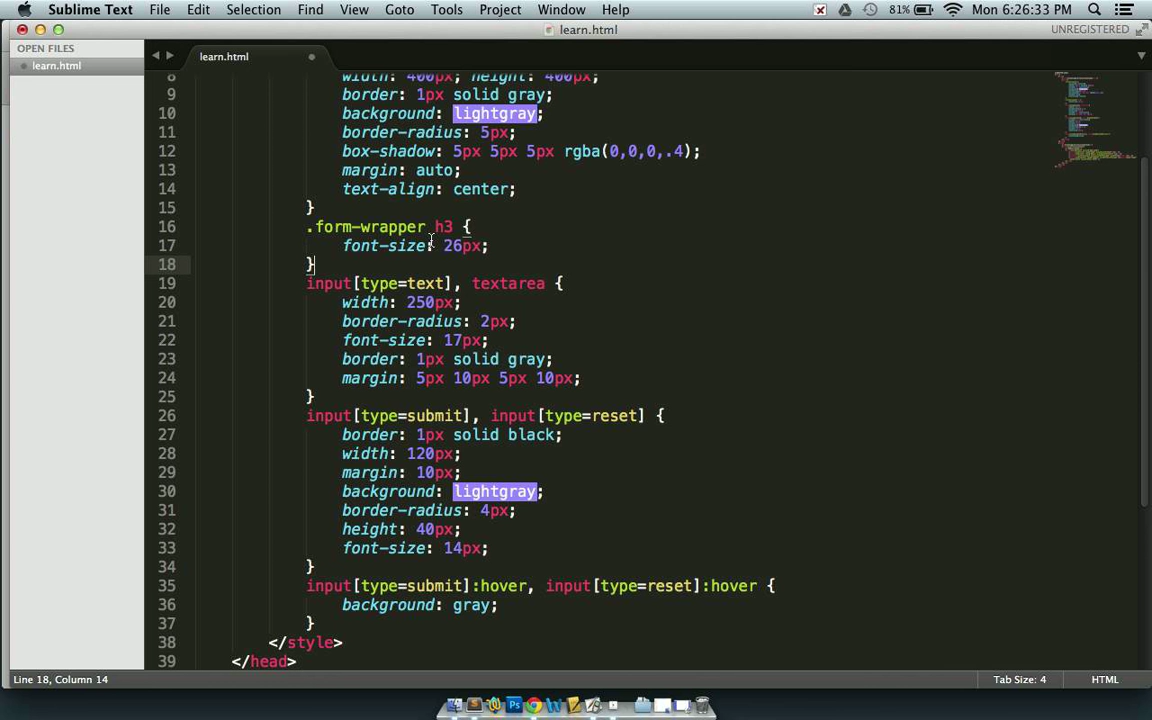 Sublime Text File Edit Selection Find View Goto Tools Project Window Help 81% Mon 6:26:33 PM
learn.html UNREGISTERED
OPEN FILES
learn.html
learn.html
8 width: 400px; height: 400px;
9 border: 1px solid gray;
10 background: lightgray;
11 border-radius: 5px;
12 box-shadow: 5px 5px 5px rgba(0,0,0,.4);
13 margin: auto;
14 text-align: center;
15 }
16 .form-wrapper h3 {
17 font-size: 26px;
18 }
19 input[type=text], textarea {
20 width: 250px;
21 border-radius: 2px;
22 font-size: 17px;
23 border: 1px solid gray;
24 margin: 5px 10px 5px 10px;
25 }
26 input[type=submit], input[type=reset] {
27 border: 1px solid black;
28 width: 120px;
29 margin: 10px;
30 background: lightgray;
31 border-radius: 4px;
32 height: 40px;
33 font-size: 14px;
34 }
35 input[type=submit]:hover, input[type=reset]:hover {
36 background: gray;
37 }
38 </style>
39 </head>
Line 18, Column 14 Tab Size: 4 HTML